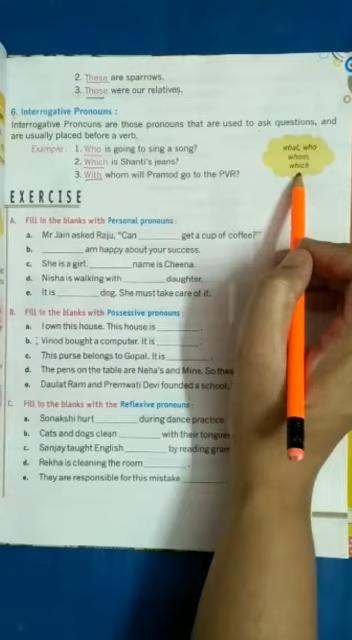 2. These are sparrows.
3. Those were our relatives.
6. Interrogative Pronouns :
Interrogative Pronouns are those pronouns that are used to ask questions, and
are usually placed before a verb.
Example : 1. Who is going to sing a song?
2. Which is Shanti's jeans?
3. With whom will Pramod go to the PVR?
what, who
whom,
which
EXERCISE
A. Fill in the blanks with Personal pronouns :
a. Mr Jain asked Raju, "Can ________ get a cup of coffee?"
b. ________ am happy about your success.
c. She is a girl. ________ name is Cheena.
d. Nisha is walking with ________ daughter.
e. It is ________ dog. She must take care of it.
B. Fill in the blanks with Possessive pronouns :
a. I own this house. This house is ________.
b. Vinod bought a computer. It is ________.
c. This purse belongs to Gopal. It is ________.
d. The pens on the table are Neha's and Mine. So
e. Daulat Ram and Premwati Devi founded a school.
C. Fill in the blanks with the Reflexive pronouns :
a. Sonakshi hurt ________ during dance practice
b. Cats and dogs clean ________ with their
c. Sanjay taught English ________ by reading
d. Rekha is cleaning the room ________.
e. They are responsible for this mistake ________